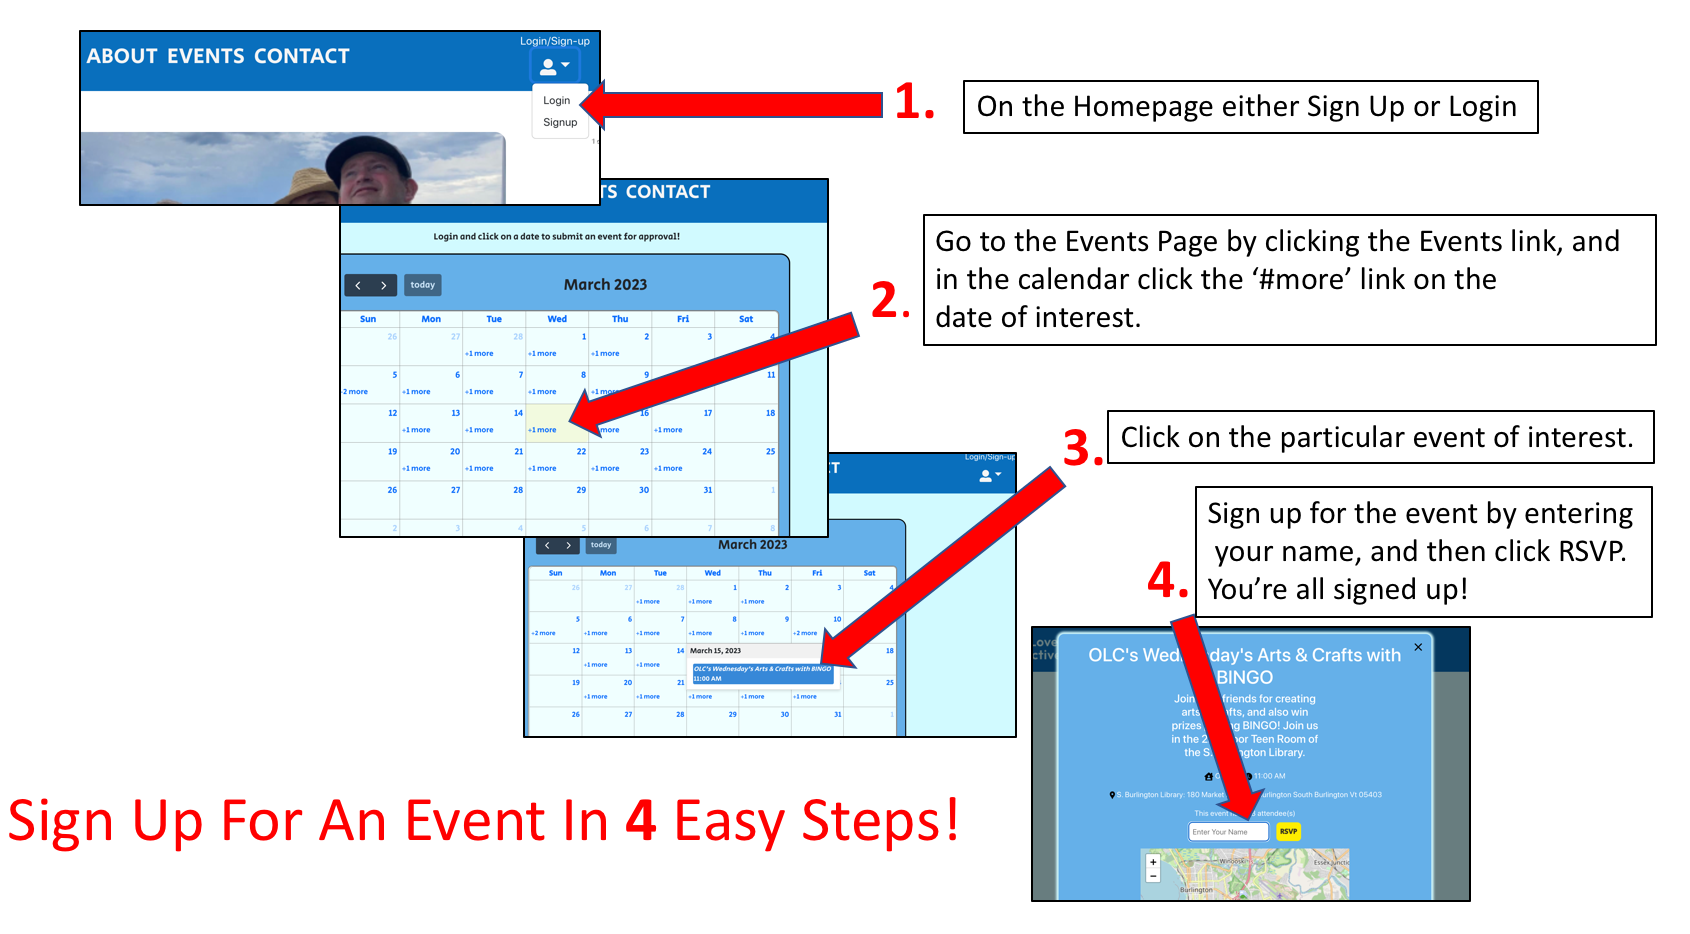 ABOUT EVENTS CONTACT
Login/Sign-up
Login
Signup
1.
On the Homepage either Sign Up or Login
TS CONTACT
Login and click on a date to submit an event for approval!
today
March 2023
Sun Mon Tue Wed Thu Fri Sat
26 27 28 1 2 3 4
+1 more +1 more +1 more
5 6 7 8 9 11
+2 more +1 more +1 more +1 more +1 more
12 13 14 16 17 18
+1 more +1 more +1 more more +1 more
19 20 21 22 23 24 25
+1 more +1 more +1 more +1 more +1 more
26 27 28 29 30 31 1
2 3 4 5 6 7 8
2.
Go to the Events Page by clicking the Events link, and
in the calendar click the ‘#more’ link on the
date of interest.
3.
Click on the particular event of interest.
CT
Login/Sign-up
today
March 2023
Sun Mon Tue Wed Thu Fri Sat
26 27 28 1 2 3 4
+1 more +1 more +1 more
5 6 7 8 9 10
+2 more +1 more +1 more +1 more +1 more +2 more
12 13 14 March 15, 2023 18
+1 more +1 more
OLC's Wednesday's Arts & Crafts with BINGO
11:00 AM
19 20 21 25
+1 more +1 more +1 more +1 more +1 more
26 27 28 29 30 31 1
4.
Sign up for the event by entering
your name, and then click RSVP.
You’re all signed up!
OLC's Wednesday's Arts & Crafts with
BINGO
Join friends for creating
arts fts, and also win
prizes g BINGO! Join us
in the 2 or Teen Room of
the S. ngton Library.
11:00 AM
S. Burlington Library: 180 Market urlington South Burlington Vt 05403
This event attendee(s)
Enter Your Name RSVP
+
−
Winooski
Essex Junctio
Burlington
Sign Up For An Event In 4 Easy Steps!